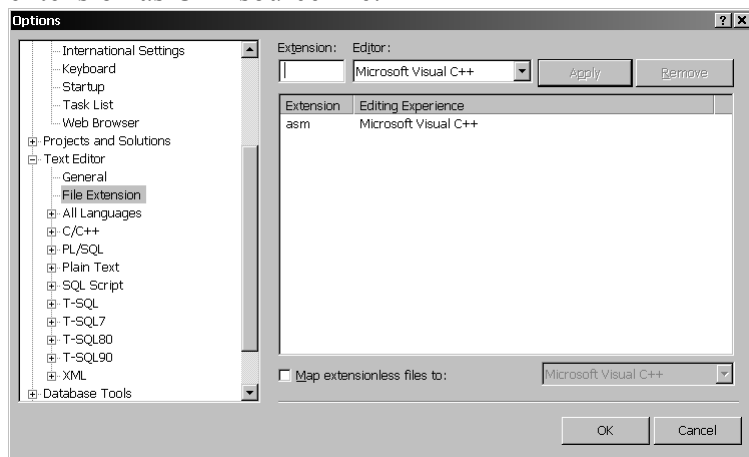 Options
International Settings
Keyboard
Startup
Task List
Web Browser
Projects and Solutions
Text Editor
General
File Extension
All Languages
C/C++
PL/SQL
Plain Text
SQL Script
T-SQL
T-SQL7
T-SQL80
T-SQL90
XML
Database Tools
Extension: Editor:
Microsoft Visual C++ Apply Remove
Extension Editing Experience
asm Microsoft Visual C++
Map extensionless files to: Microsoft Visual C++
OK Cancel